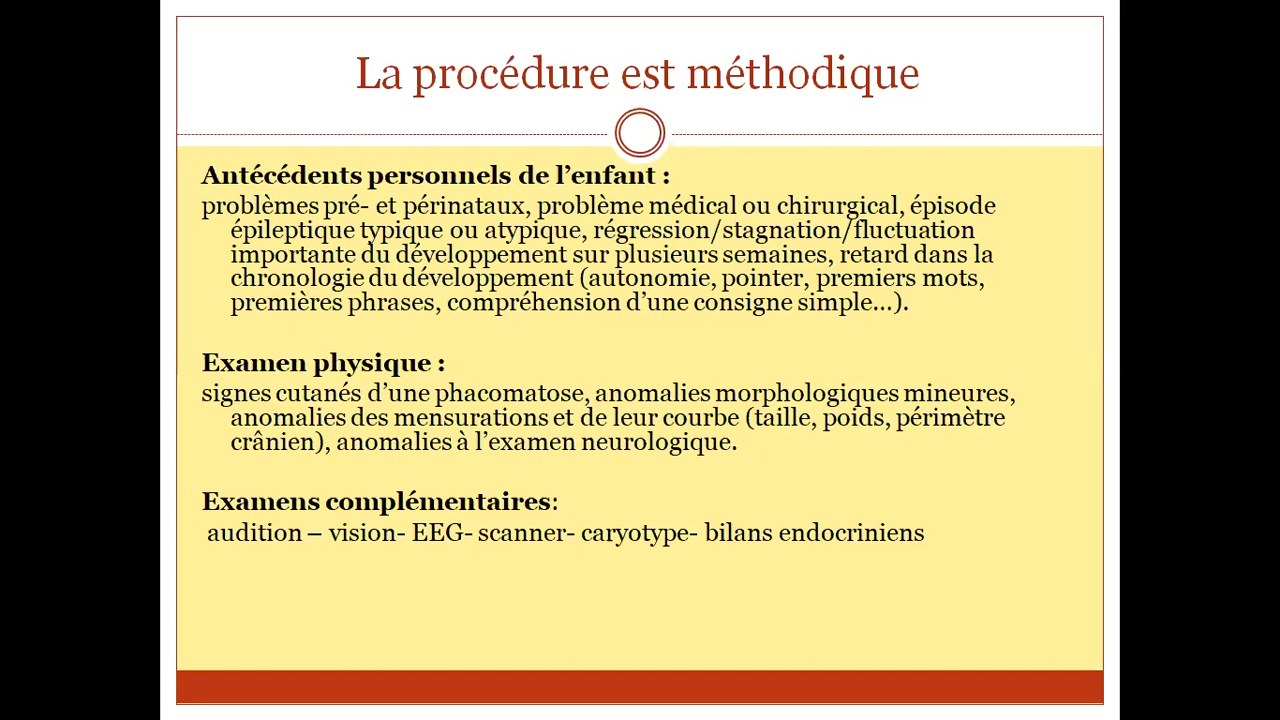 La procédure est méthodique
Antécédents personnels de l’enfant :
problèmes pré- et périnataux, problème médical ou chirurgical, épisode
épileptique typique ou atypique, régression/stagnation/fluctuation
importante du développement sur plusieurs semaines, retard dans la
chronologie du développement (autonomie, pointer, premiers mots,
premières phrases, compréhension d’une consigne simple…).
Examen physique :
signes cutanés d’une phacomatose, anomalies morphologiques mineures,
anomalies des mensurations et de leur courbe (taille, poids, périmètre
crânien), anomalies à l’examen neurologique.
Examens complémentaires:
audition – vision- EEG- scanner- caryotype- bilans endocriniens